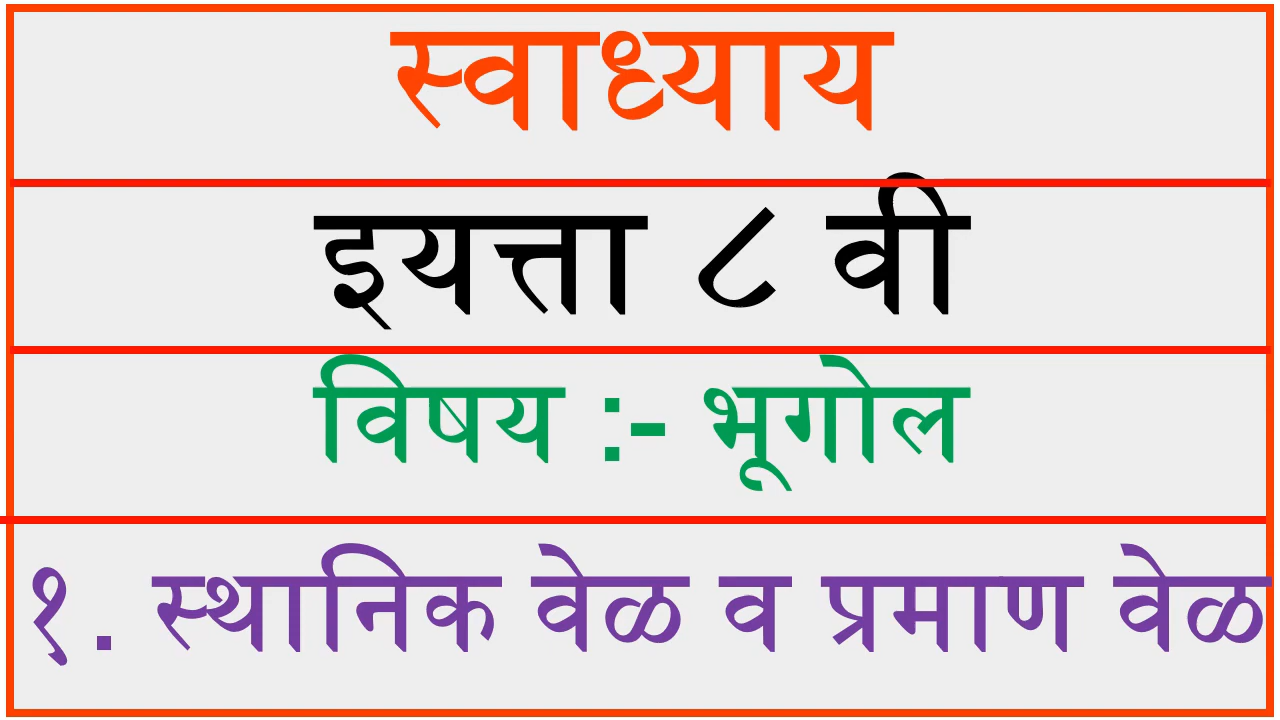 स्वाध्याय
इयत्ता ८ वी
विषय :- भूगोल
१. स्थानिक वेळ व प्रमाण वेळ